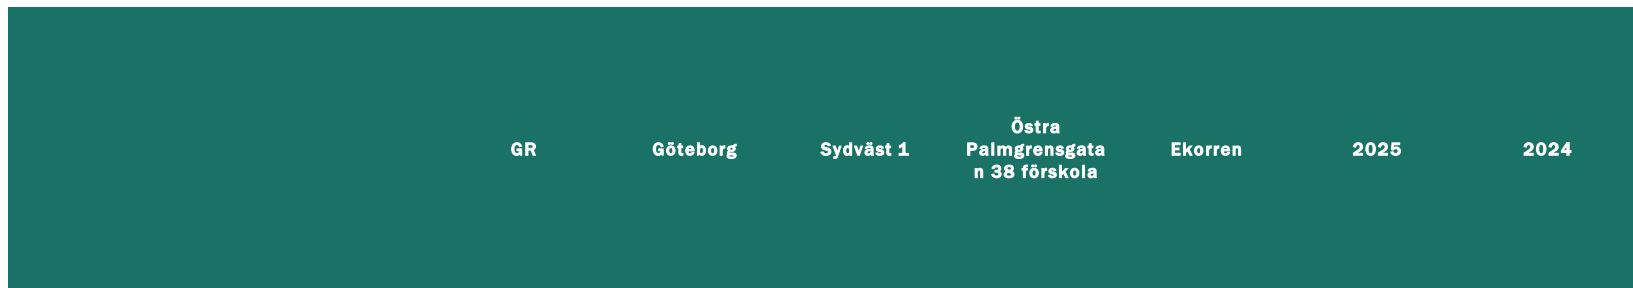 GR
Göteborg
Sydväst 1
Östra
Palmgrensgata
n 38 förskola
Ekorren
2025
2024